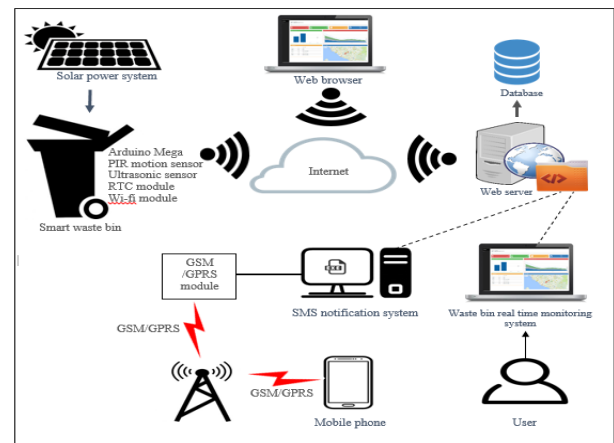 Solar power system
Web browser
Database
Arduino Mega
PIR motion sensor
Ultrasonic sensor
RTC module
Wi-fi module
Internet
Web server
</>
Smart waste bin
GSM
/GPRS
module
SMS notification system
Waste bin real time monitoring
system
GSM/GPRS
GSM/GPRS
Mobile phone
User